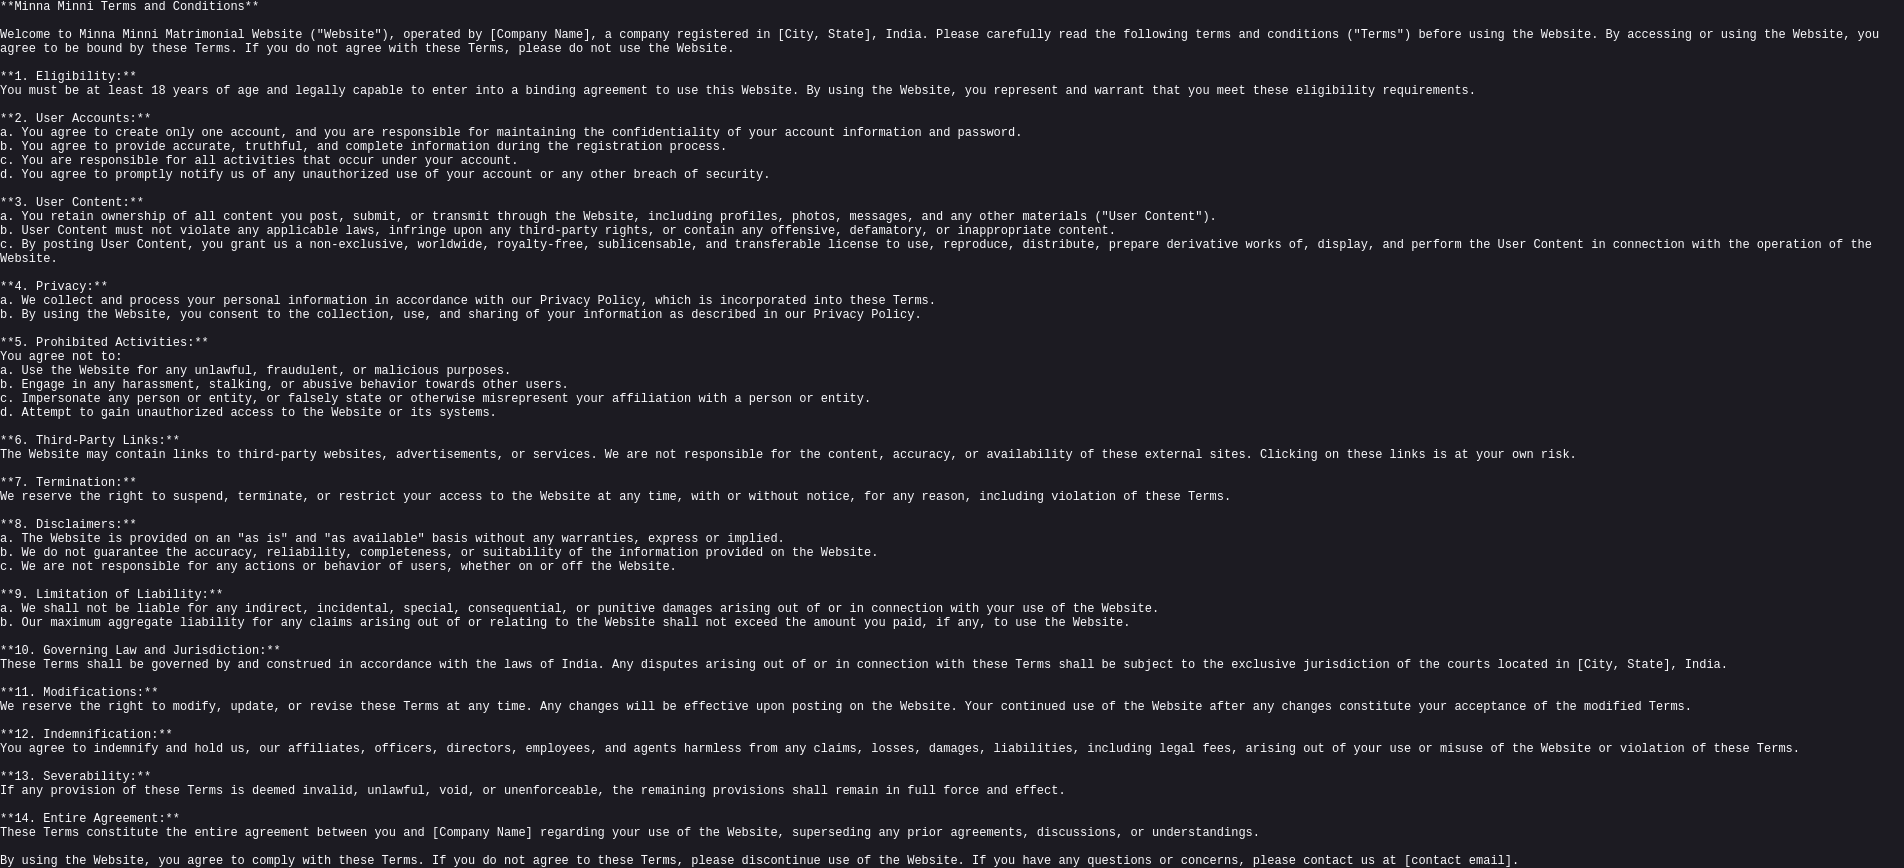 **Minna Minni Terms and Conditions**
Welcome to Minna Minni Matrimonial Website ("Website"), operated by [Company Name], a company registered in [City, State], India. Please carefully read the following terms and conditions ("Terms") before using the Website. By accessing or using the Website, you
agree to be bound by these Terms. If you do not agree with these Terms, please do not use the Website.
**1. Eligibility:**
You must be at least 18 years of age and legally capable to enter into a binding agreement to use this Website. By using the Website, you represent and warrant that you meet these eligibility requirements.
**2. User Accounts:**
a. You agree to create only one account, and you are responsible for maintaining the confidentiality of your account information and password.
b. You agree to provide accurate, truthful, and complete information during the registration process.
c. You are responsible for all activities that occur under your account.
d. You agree to promptly notify us of any unauthorized use of your account or any other breach of security.
**3. User Content:**
a. You retain ownership of all content you post, submit, or transmit through the Website, including profiles, photos, messages, and any other materials ("User Content").
b. User Content must not violate any applicable laws, infringe upon any third-party rights, or contain any offensive, defamatory, or inappropriate content.
c. By posting User Content, you grant us a non-exclusive, worldwide, royalty-free, sublicensable, and transferable license to use, reproduce, distribute, prepare derivative works of, display, and perform the User Content in connection with the operation of the
Website.
**4. Privacy:**
a. We collect and process your personal information in accordance with our Privacy Policy, which is incorporated into these Terms.
b. By using the Website, you consent to the collection, use, and sharing of your information as described in our Privacy Policy.
**5. Prohibited Activities:**
You agree not to:
a. Use the Website for any unlawful, fraudulent, or malicious purposes.
b. Engage in any harassment, stalking, or abusive behavior towards other users.
c. Impersonate any person or entity, or falsely state or otherwise misrepresent your affiliation with a person or entity.
d. Attempt to gain unauthorized access to the Website or its systems.
**6. Third-Party Links:**
The Website may contain links to third-party websites, advertisements, or services. We are not responsible for the content, accuracy, or availability of these external sites. Clicking on these links is at your own risk.
**7. Termination:**
We reserve the right to suspend, terminate, or restrict your access to the Website at any time, with or without notice, for any reason, including violation of these Terms.
**8. Disclaimers:**
a. The Website is provided on an "as is" and "as available" basis without any warranties, express or implied.
b. We do not guarantee the accuracy, reliability, completeness, or suitability of the information provided on the Website.
c. We are not responsible for any actions or behavior of users, whether on or off the Website.
**9. Limitation of Liability:**
a. We shall not be liable for any indirect, incidental, special, consequential, or punitive damages arising out of or in connection with your use of the Website.
b. Our maximum aggregate liability for any claims arising out of or relating to the Website shall not exceed the amount you paid, if any, to use the Website.
**10. Governing Law and Jurisdiction:**
These Terms shall be governed by and construed in accordance with the laws of India. Any disputes arising out of or in connection with these Terms shall be subject to the exclusive jurisdiction of the courts located in [City, State], India.
**11. Modifications:**
We reserve the right to modify, update, or revise these Terms at any time. Any changes will be effective upon posting on the Website. Your continued use of the Website after any changes constitute your acceptance of the modified Terms.
**12. Indemnification:**
You agree to indemnify and hold us, our affiliates, officers, directors, employees, and agents harmless from any claims, losses, damages, liabilities, including legal fees, arising out of your use or misuse of the Website or violation of these Terms.
**13. Severability:**
If any provision of these Terms is deemed invalid, unlawful, void, or unenforceable, the remaining provisions shall remain in full force and effect.
**14. Entire Agreement:**
These Terms constitute the entire agreement between you and [Company Name] regarding your use of the Website, superseding any prior agreements, discussions, or understandings.
By using the Website, you agree to comply with these Terms. If you do not agree to these Terms, please discontinue use of the Website. If you have any questions or concerns, please contact us at [contact email].